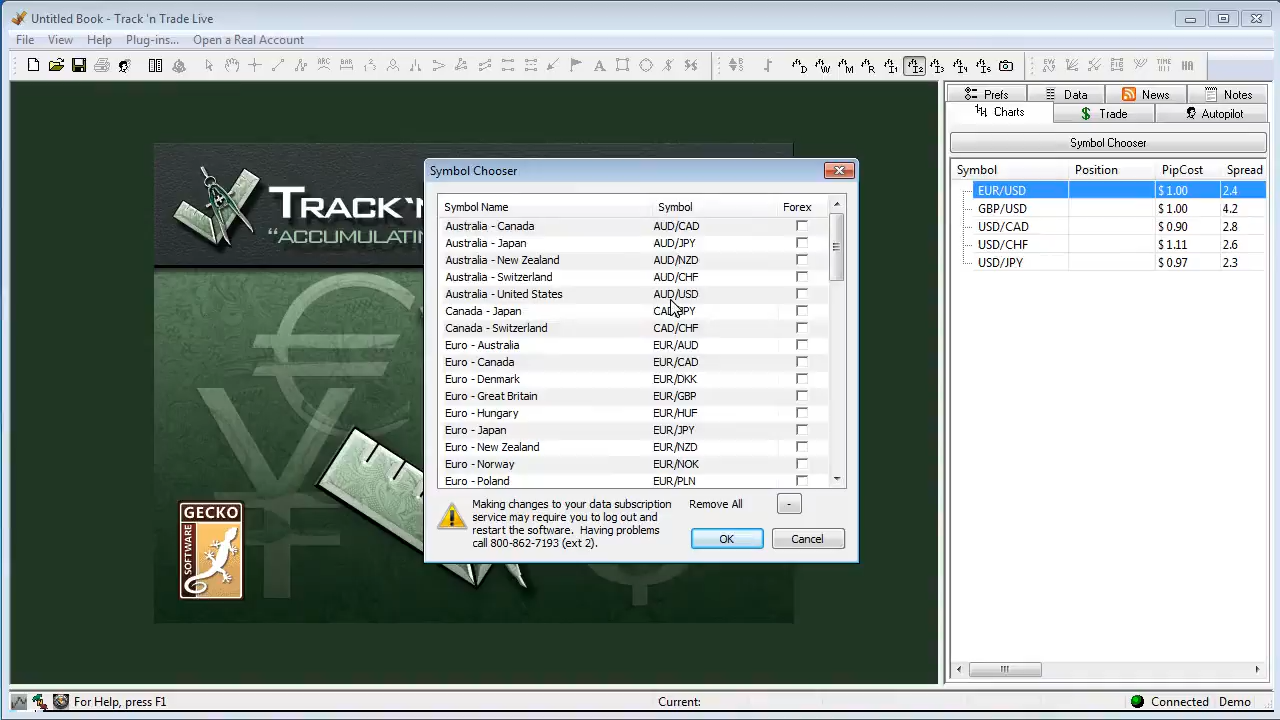 Untitled Book - Track 'n Trade Live
File View Help Plug-ins... Open a Real Account
Prefs Data News Notes
Charts Trade Autopilot
Symbol Chooser
Symbol Position PipCost Spread
EUR/USD $ 1.00 2.4
GBP/USD $ 1.00 4.2
USD/CAD $ 0.90 2.8
USD/CHF $ 1.11 2.6
USD/JPY $ 0.97 2.3
TRACK 'N
"ACCUMULATIN
GECKO
SOFTWARE
Symbol Chooser
Symbol Name Symbol Forex
Australia - Canada AUD/CAD
Australia - Japan AUD/JPY
Australia - New Zealand AUD/NZD
Australia - Switzerland AUD/CHF
Australia - United States AUD/USD
Canada - Japan CAD/JPY
Canada - Switzerland CAD/CHF
Euro - Australia EUR/AUD
Euro - Canada EUR/CAD
Euro - Denmark EUR/DKK
Euro - Great Britain EUR/GBP
Euro - Hungary EUR/HUF
Euro - Japan EUR/JPY
Euro - New Zealand EUR/NZD
Euro - Norway EUR/NOK
Euro - Poland EUR/PLN
Making changes to your data subscription
service may require you to log out and
restart the software. Having problems
call 800-862-7193 (ext 2).
Remove All -
OK Cancel
For Help, press F1 Current: Connected Demo